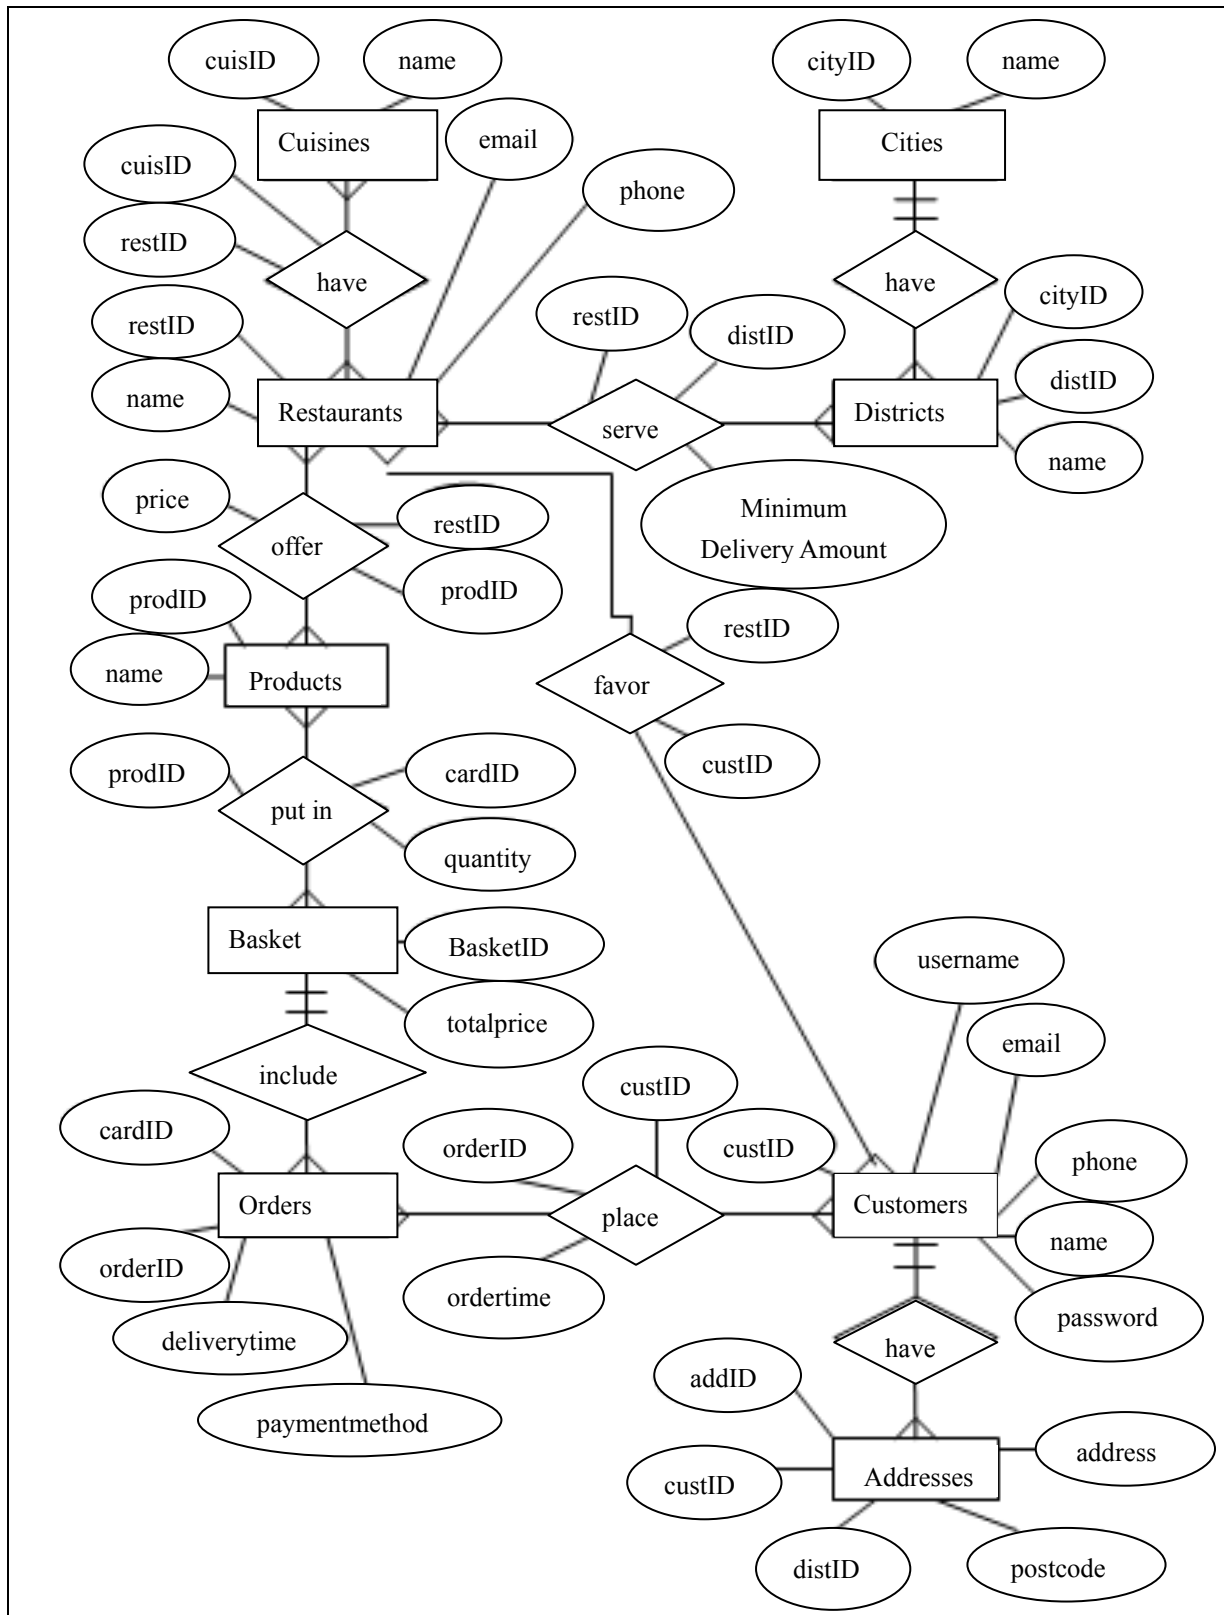 cuisID
name
cityID
name
Cuisines
email
Cities
cuisID
phone
restID
have
have
cityID
restID
restID
distID
distID
name
Restaurants
serve
Districts
name
price
restID
Minimum
Delivery Amount
offer
prodID
prodID
restID
name
Products
favor
prodID
cardID
custID
put in
quantity
Basket
BasketID
username
totalprice
email
include
custID
cardID
orderID
custID
phone
Orders
place
Customers
name
orderID
ordertime
password
deliverytime
have
addID
paymentmethod
address
custID
Addresses
distID
postcode